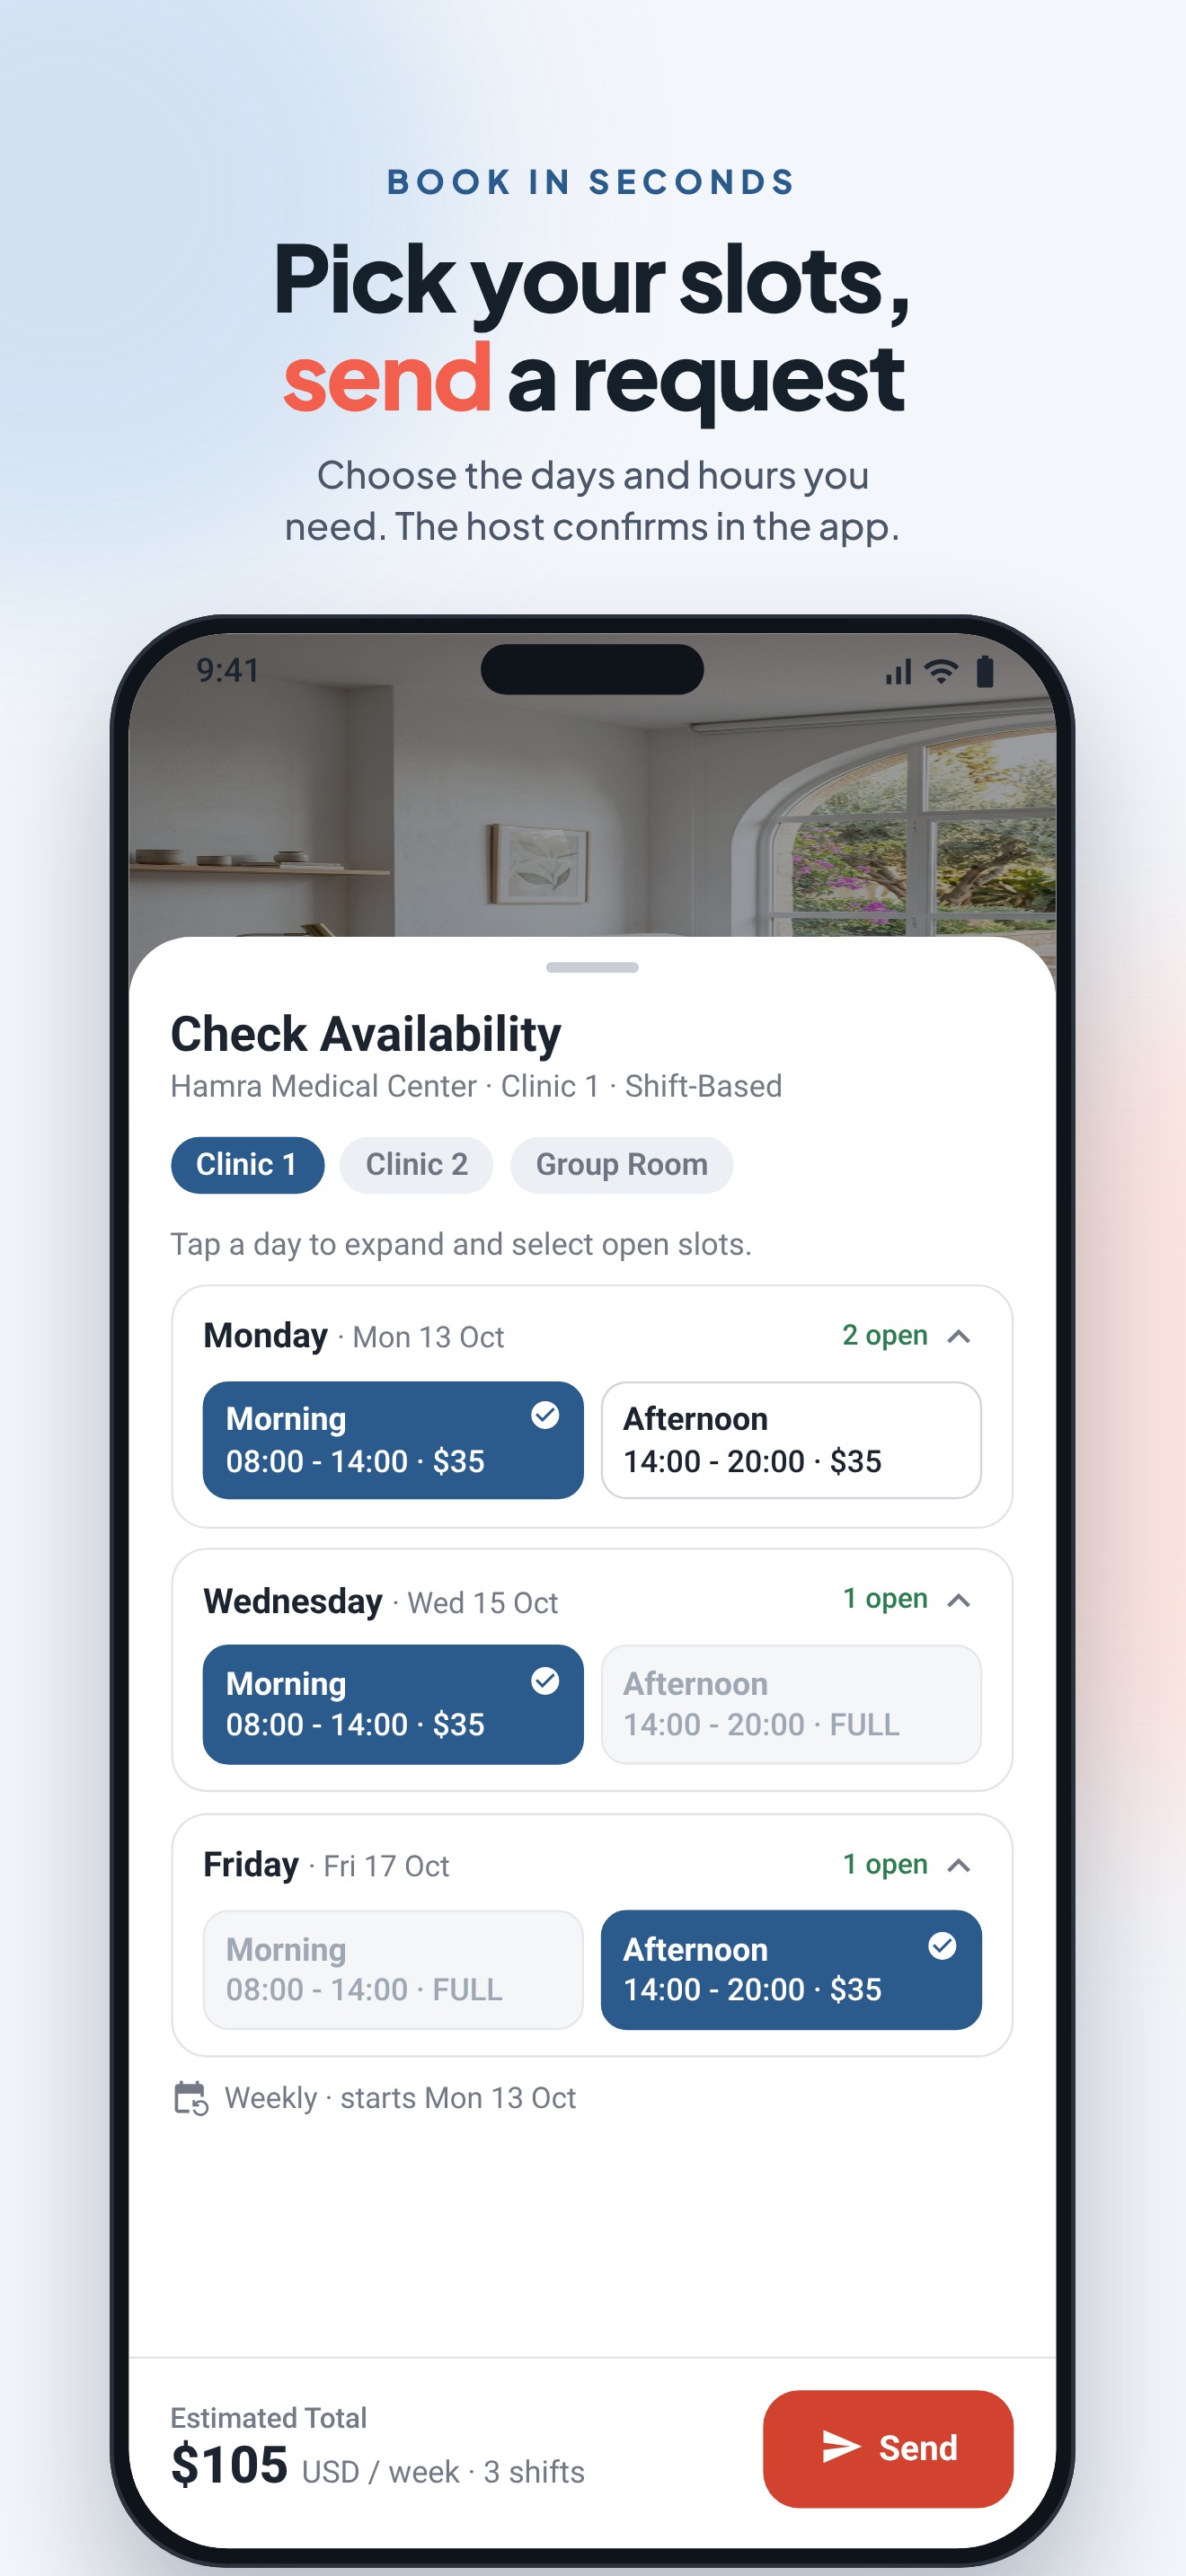 BOOK IN SECONDS
Pick your slots,
send a request
Choose the days and hours you
need. The host confirms in the app.
9:41
Check Availability
Hamra Medical Center · Clinic 1 · Shift-Based
Clinic 1 Clinic 2 Group Room
Tap a day to expand and select open slots.
Monday · Mon 13 Oct 2 open
Morning Afternoon
08:00 - 14:00 · $35 14:00 - 20:00 · $35
Wednesday · Wed 15 Oct 1 open
Morning Afternoon
08:00 - 14:00 · $35 14:00 - 20:00 · FULL
Friday · Fri 17 Oct 1 open
Morning Afternoon
08:00 - 14:00 · FULL 14:00 - 20:00 · $35
Weekly · starts Mon 13 Oct
Estimated Total
$105 USD / week · 3 shifts
Send